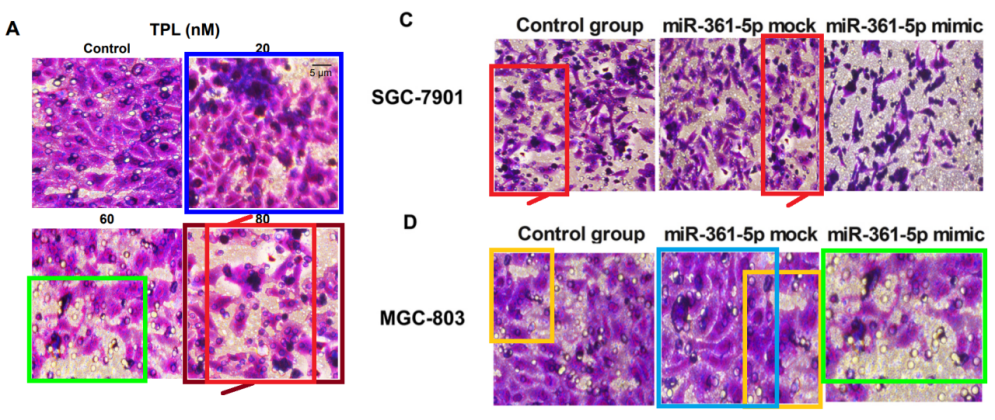 A
TPL (nM)
Control
20
5 µm
60
80
C
Control group
miR-361-5p mock
miR-361-5p mimic
SGC-7901
D
Control group
miR-361-5p mock
miR-361-5p mimic
MGC-803